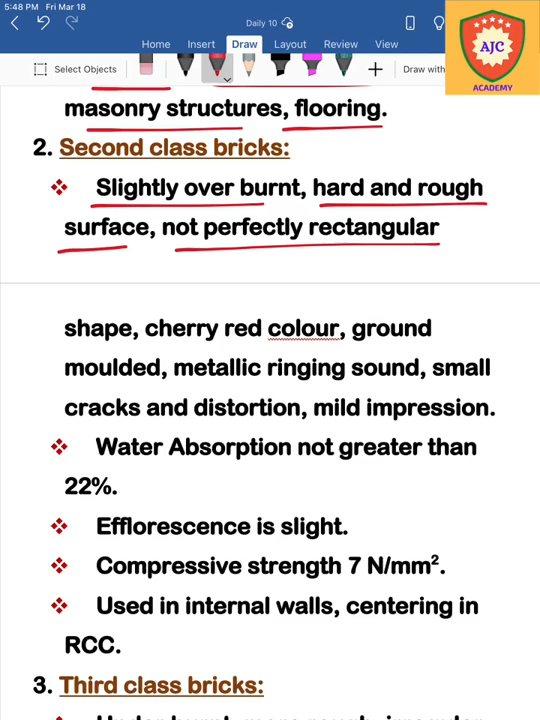 5:48 PM Fri Mar 18
Daily 10
Home Insert Draw Layout Review View
Select Objects Draw with
AJC
ACADEMY
masonry structures, flooring.
2. Second class bricks:
❖ Slightly over burnt, hard and rough
surface, not perfectly rectangular
shape, cherry red colour, ground
moulded, metallic ringing sound, small
cracks and distortion, mild impression.
❖ Water Absorption not greater than
22%.
❖ Efflorescence is slight.
❖ Compressive strength 7 N/mm².
❖ Used in internal walls, centering in
RCC.
3. Third class bricks: